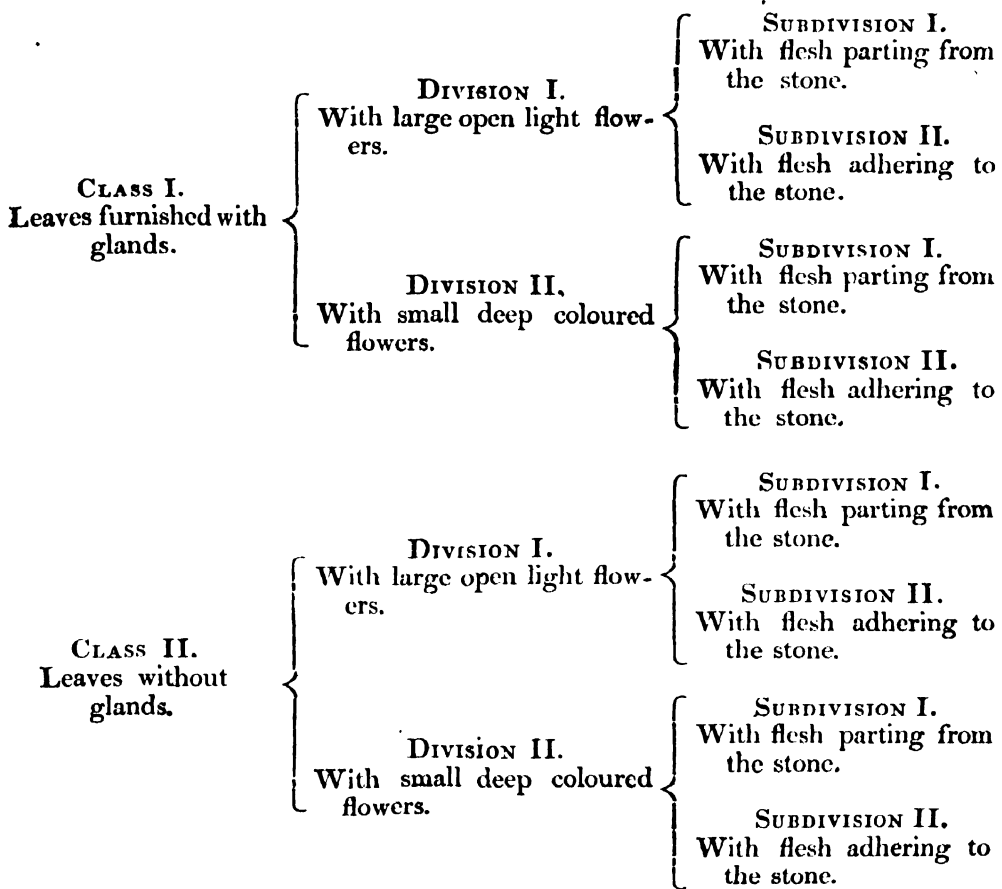 CLASS I.
Leaves furnished with
glands.
DIVISION I.
With large open light flow-
ers.
SUBDIVISION I.
With flesh parting from
the stone.
SUBDIVISION II.
With flesh adhering to
the stone.
DIVISION II.
With small deep coloured
flowers.
SUBDIVISION I.
With flesh parting from
the stone.
SUBDIVISION II.
With flesh adhering to
the stone.
CLASS II.
Leaves without
glands.
DIVISION I.
With large open light flow-
ers.
SUBDIVISION I.
With flesh parting from
the stone.
SUBDIVISION II.
With flesh adhering to
the stone.
DIVISION II.
With small deep coloured
flowers.
SUBDIVISION I.
With flesh parting from
the stone.
SUBDIVISION II.
With flesh adhering to
the stone.